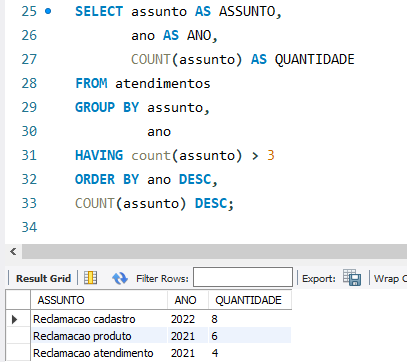 25 SELECT assunto AS ASSUNTO,
26 ano AS ANO,
27 COUNT(assunto) AS QUANTIDADE
28 FROM atendimentos
29 GROUP BY assunto,
30 ano
31 HAVING count(assunto) > 3
32 ORDER BY ano DESC,
33 COUNT(assunto) DESC;
34
Result Grid Filter Rows: Export: Wrap C
ASSUNTO ANO QUANTIDADE
Reclamacao cadastro 2022 8
Reclamacao produto 2021 6
Reclamacao atendimento 2021 4